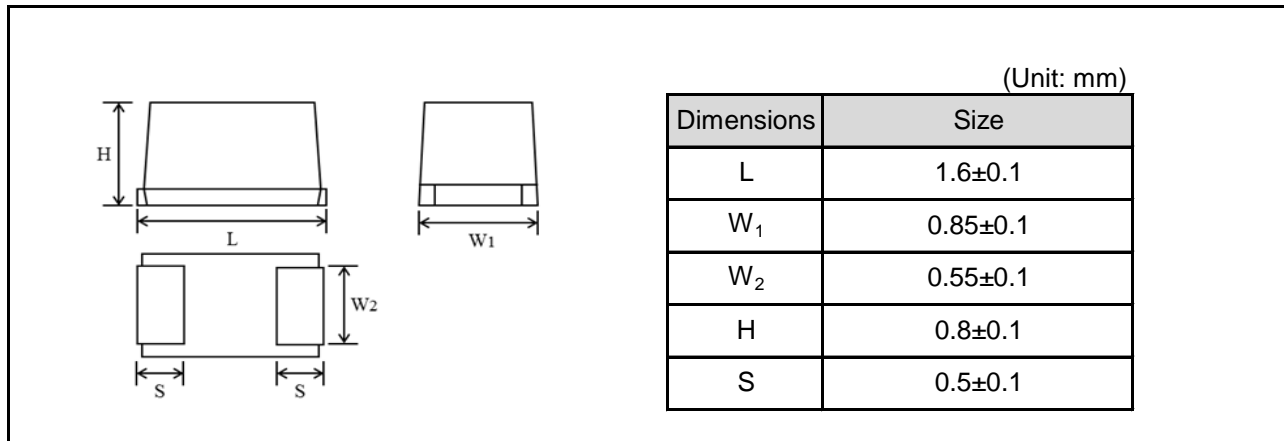 H
L
W1
W2
S S
(Unit: mm)
Dimensions Size
L 1.6±0.1
W₁ 0.85±0.1
W₂ 0.55±0.1
H 0.8±0.1
S 0.5±0.1